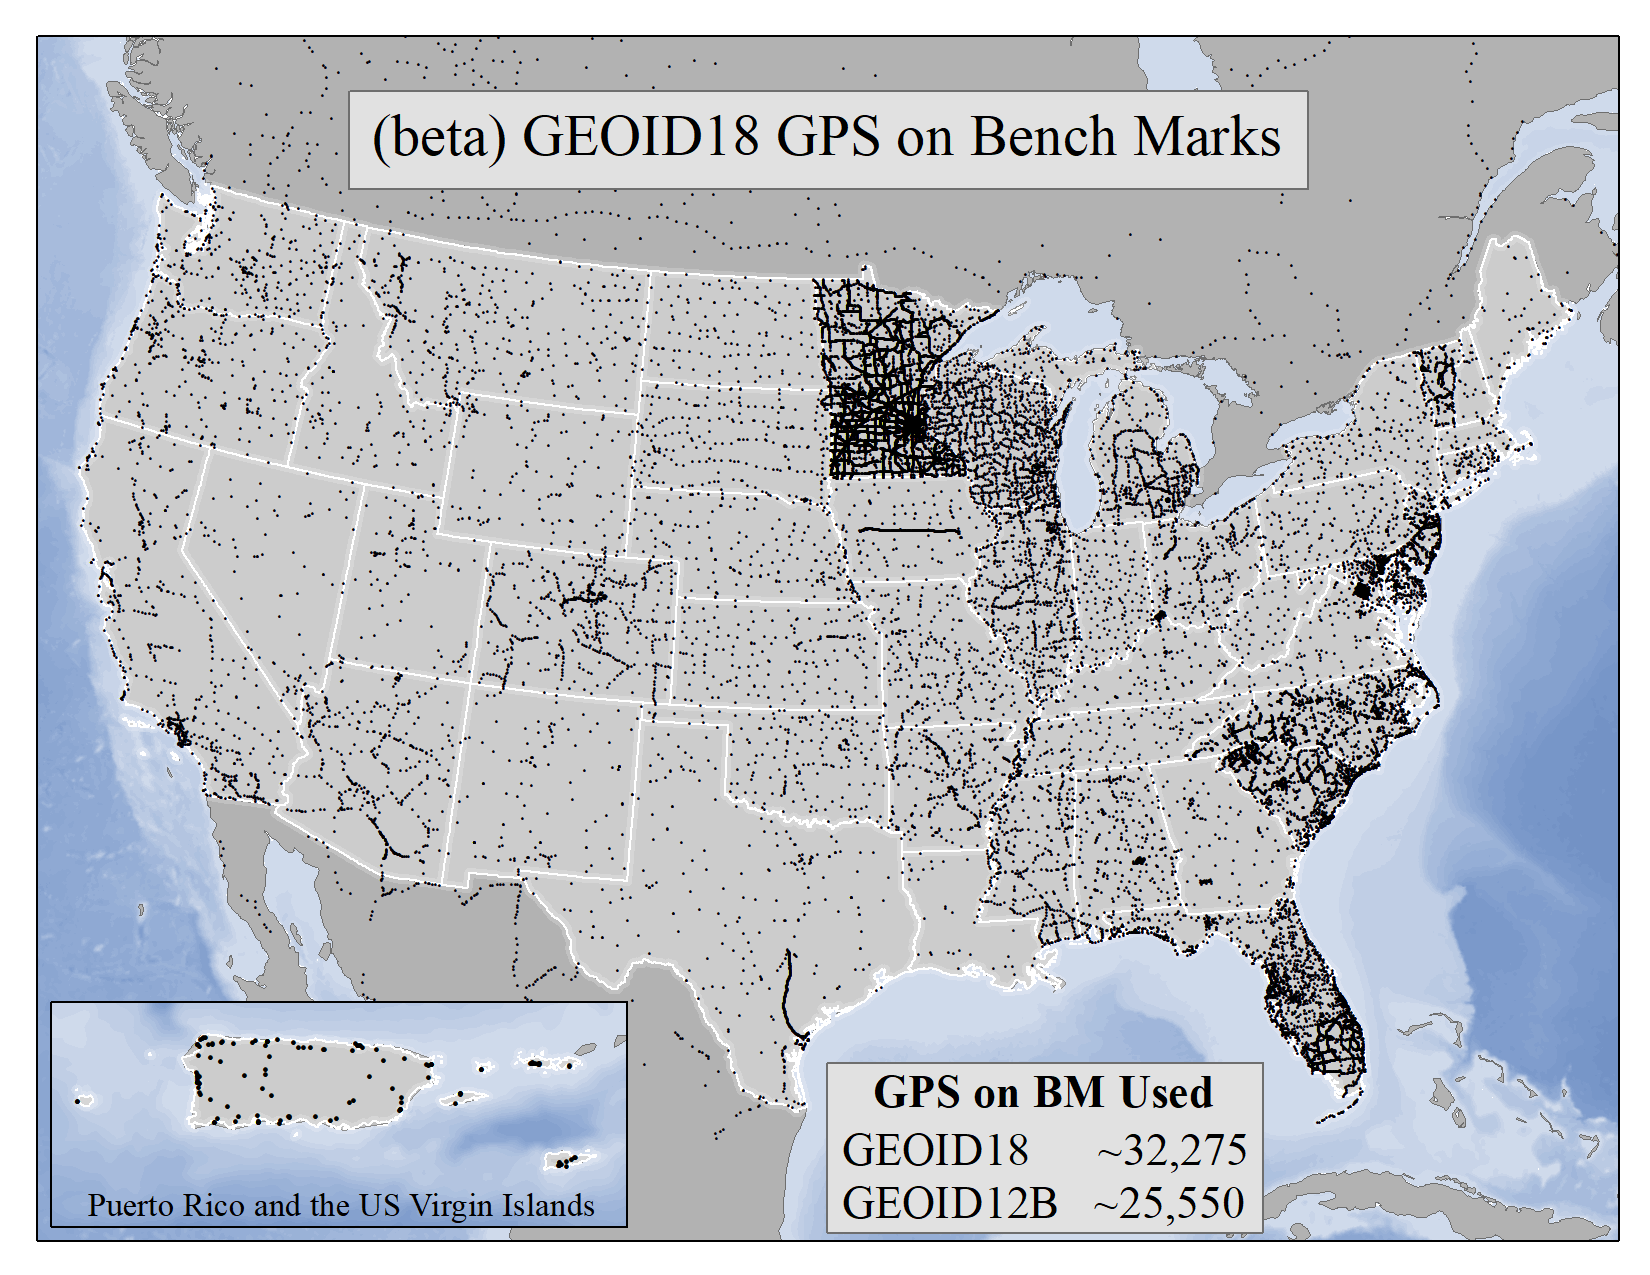 (beta) GEOID18 GPS on Bench Marks
GPS on BM Used
GEOID18 ~32,275
GEOID12B ~25,550
Puerto Rico and the US Virgin Islands